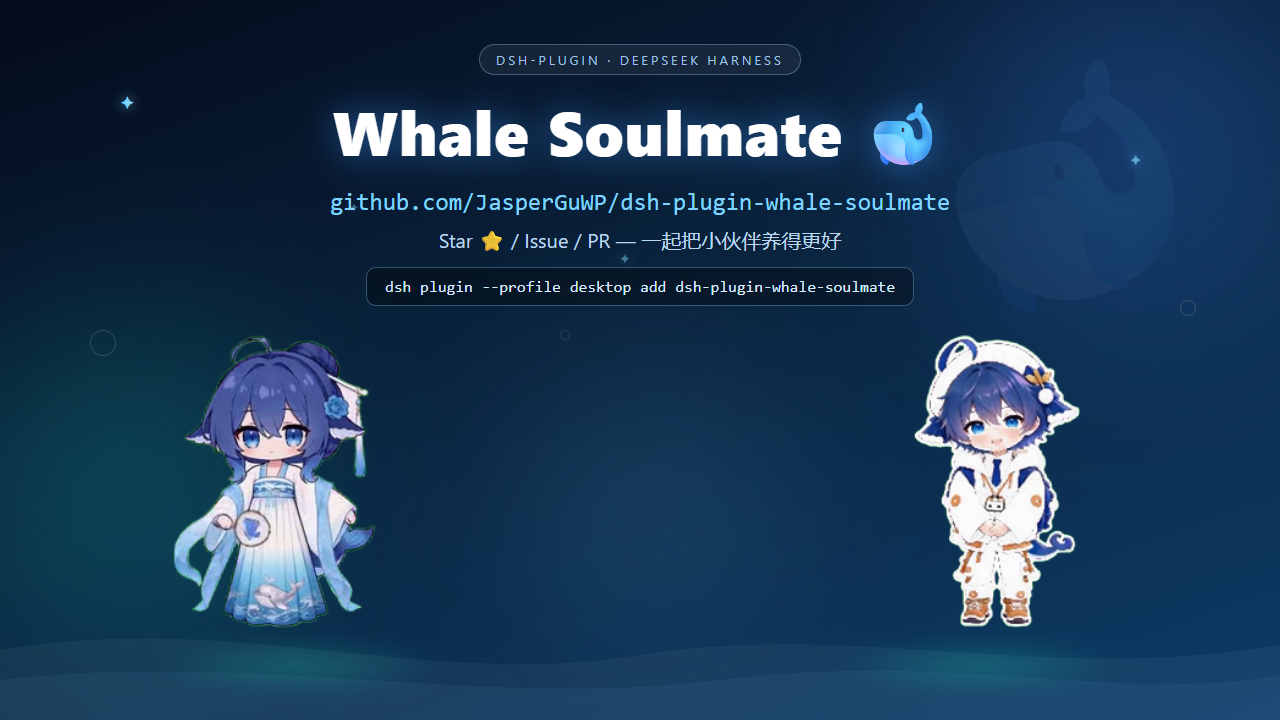 DSH-PLUGIN · DEEPSEEK HARNESS
Whale Soulmate 🐳
github.com/JasperGuWP/dsh-plugin-whale-soulmate
Star ⭐ / Issue / PR — 一起把小伙伴养得更好
dsh plugin --profile desktop add dsh-plugin-whale-soulmate